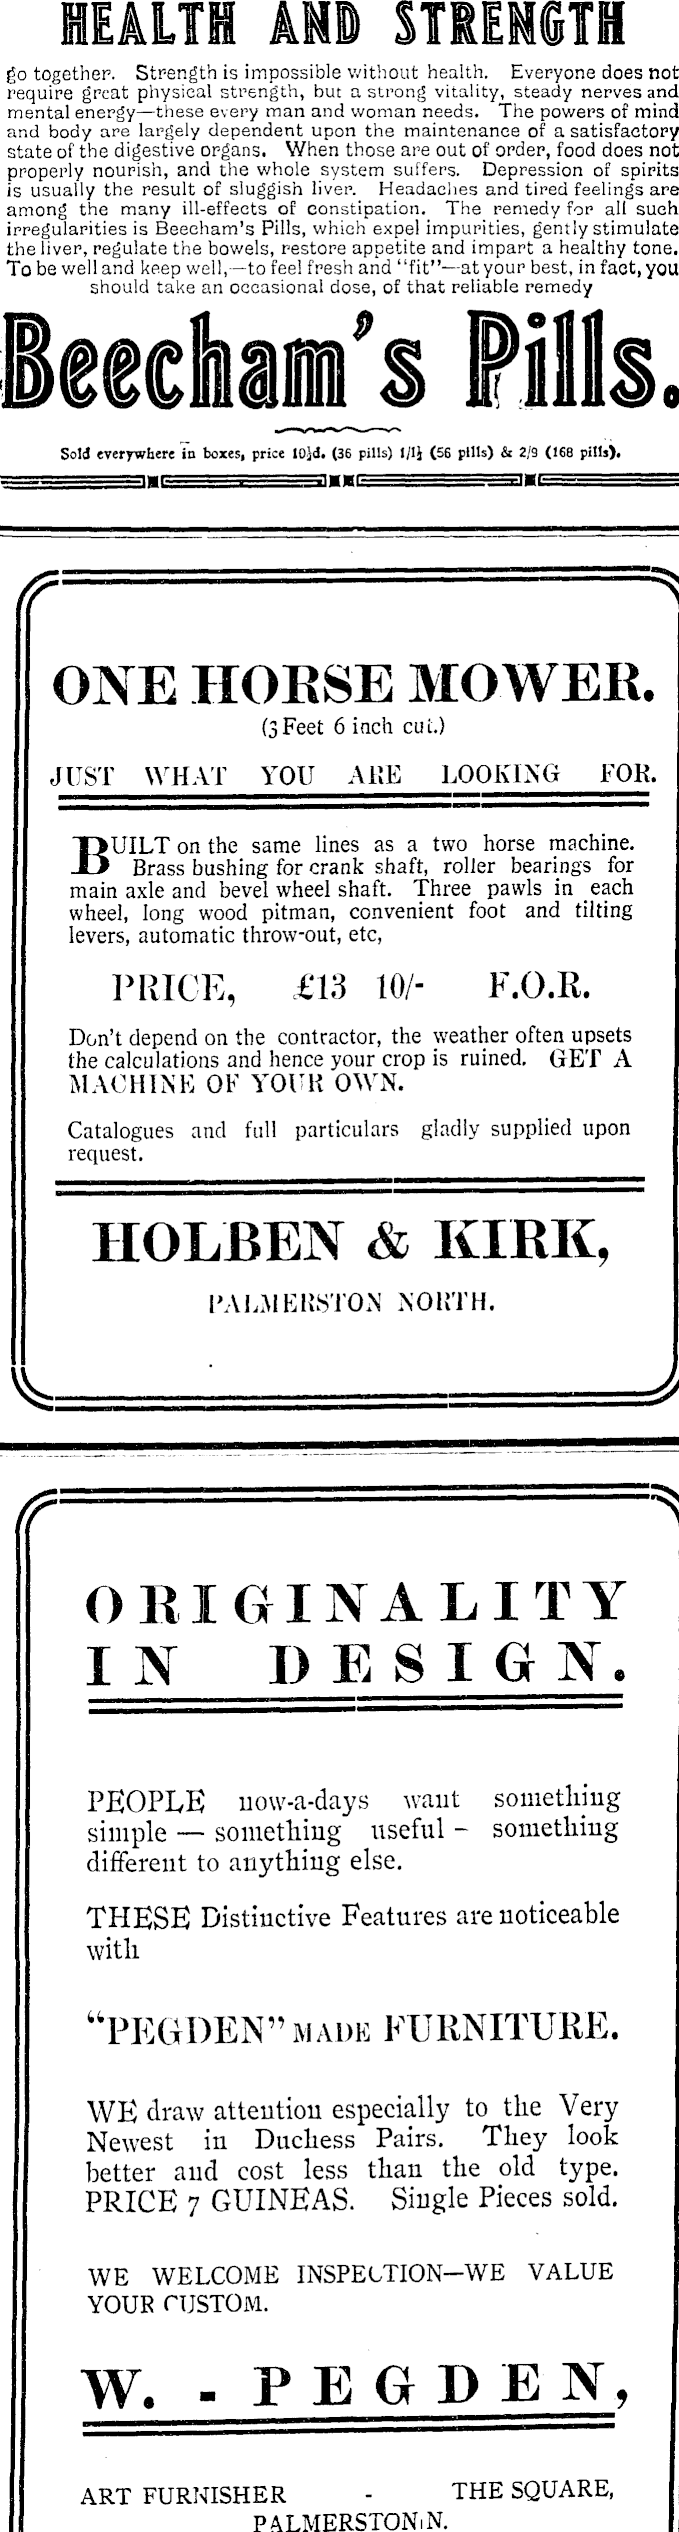 HEALTH AND STRENGTH
go together. Strength is impossible without health. Everyone does not
require great physical strength, but a strong vitality, steady nerves and
mental energy—these every man and woman needs. The powers of mind
and body are largely dependent upon the maintenance of a satisfactory
state of the digestive organs. When those are out of order, food does not
properly nourish, and the whole system suffers. Depression of spirits
is usually the result of sluggish liver. Headaches and tired feelings are
among the many ill-effects of constipation. The remedy for all such
irregularities is Beecham's Pills, which expel impurities, gently stimulate
the liver, regulate the bowels, restore appetite and impart a healthy tone.
To be well and keep well,—to feel fresh and "fit"—at your best, in fact, you
should take an occasional dose, of that reliable remedy
Beecham's Pills.
Sold everywhere in boxes, price 10½d. (36 pills) 1/1½ (56 pills) & 2/9 (168 pills).
ONE HORSE MOWER.
(3 Feet 6 inch cut.)
JUST WHAT YOU ARE LOOKING FOR.
BUILT on the same lines as a two horse machine.
Brass bushing for crank shaft, roller bearings for
main axle and bevel wheel shaft. Three pawls in each
wheel, long wood pitman, convenient foot and tilting
levers, automatic throw-out, etc,
PRICE, £13 10/- F.O.R.
Don't depend on the contractor, the weather often upsets
the calculations and hence your crop is ruined. GET A
MACHINE OF YOUR OWN.
Catalogues and full particulars gladly supplied upon
request.
HOLBEN & KIRK,
PALMERSTON NORTH.
ORIGINALITY
IN DESIGN.
PEOPLE now-a-days want something
simple — something useful – something
different to anything else.
THESE Distinctive Features are noticeable
with
"PEGDEN" MADE FURNITURE.
WE draw attention especially to the Very
Newest in Duchess Pairs. They look
better and cost less than the old type.
PRICE 7 GUINEAS. Single Pieces sold.
WE WELCOME INSPECTION—WE VALUE
YOUR CUSTOM.
W. - PEGDEN,
ART FURNISHER - THE SQUARE,
PALMERSTON N.